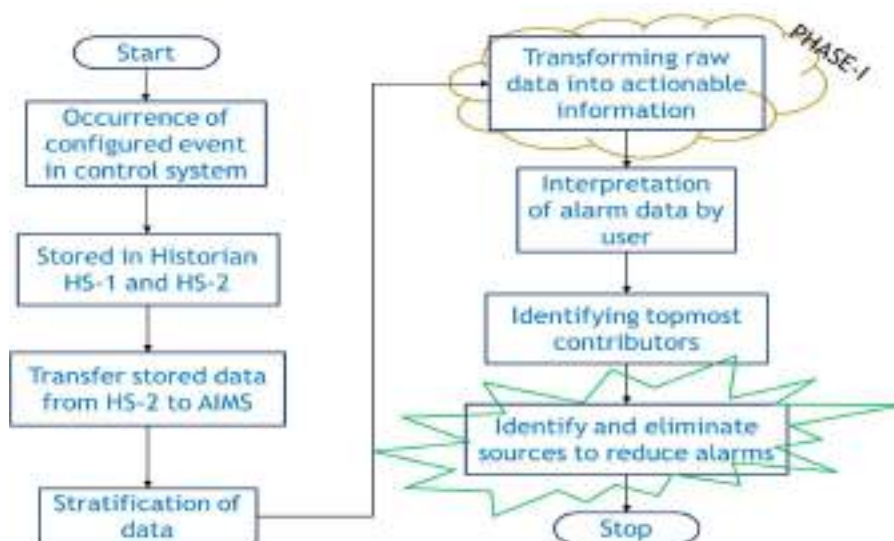 Start
Occurrence of
configured event
in control system
Stored in Historian
HS-1 and HS-2
Transfer stored data
from HS-2 to AIMS
Stratification of
data
PHASE-I
Transforming raw
data into actionable
information
Interpretation
of alarm data by
user
Identifying topmost
contributors
Identify and eliminate
sources to reduce alarms
Stop